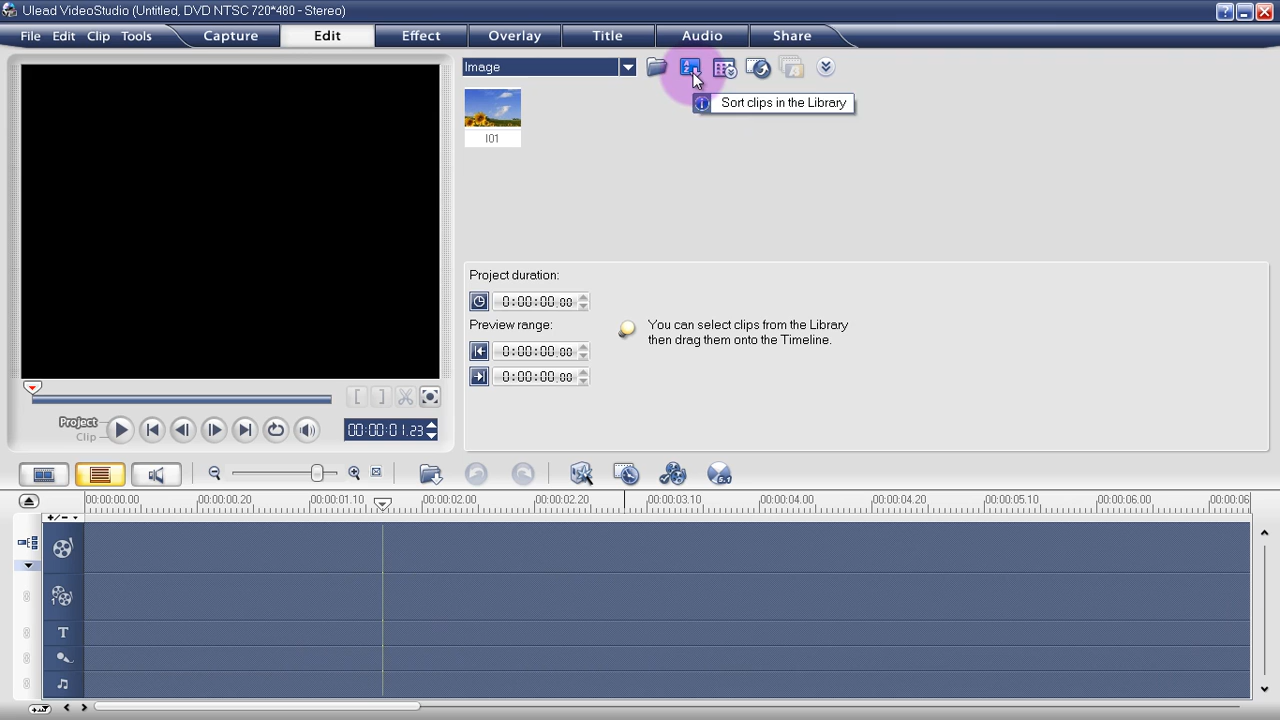 Ulead VideoStudio (Untitled, DVD NTSC 720*480 - Stereo)
File Edit Clip Tools Capture Edit Effect Overlay Title Audio Share
Image
Sort clips in the Library
I01
Project duration:
0:00:00 00
Preview range:
You can select clips from the Library
then drag item onto the Timeline.
0:00:00 00
0:00:00 00
Project
Clip
00:00:01.23
00:00:00.00 00:00:00.20 00:00:01.10 00:00:02.00 00:00:02.20 00:00:03.10 00:00:04.00 00:00:04.20 00:00:05.10 00:00:06.00 00:00:06
+/-
1
T